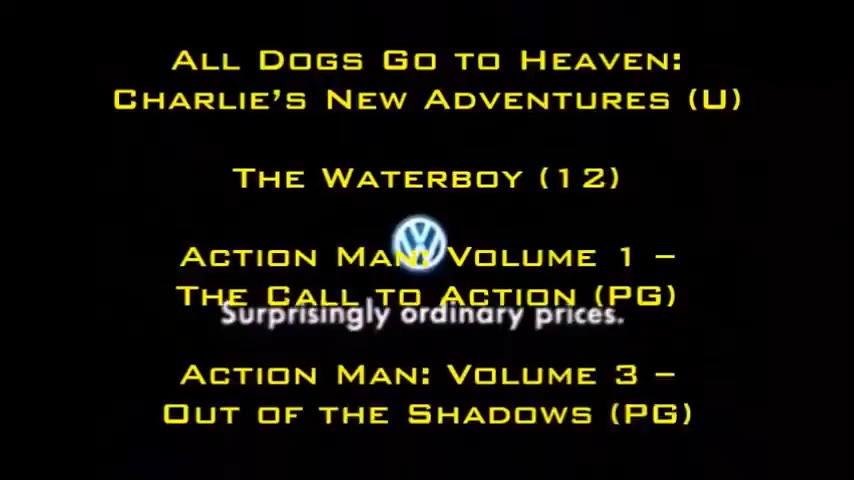 All Dogs Go to Heaven:
Charlie's New Adventures (U)
The Waterboy (12)
Action Man: Volume 1 –
The Call to Action (PG)
Surprisingly ordinary prices.
Action Man: Volume 3 –
Out of the Shadows (PG)